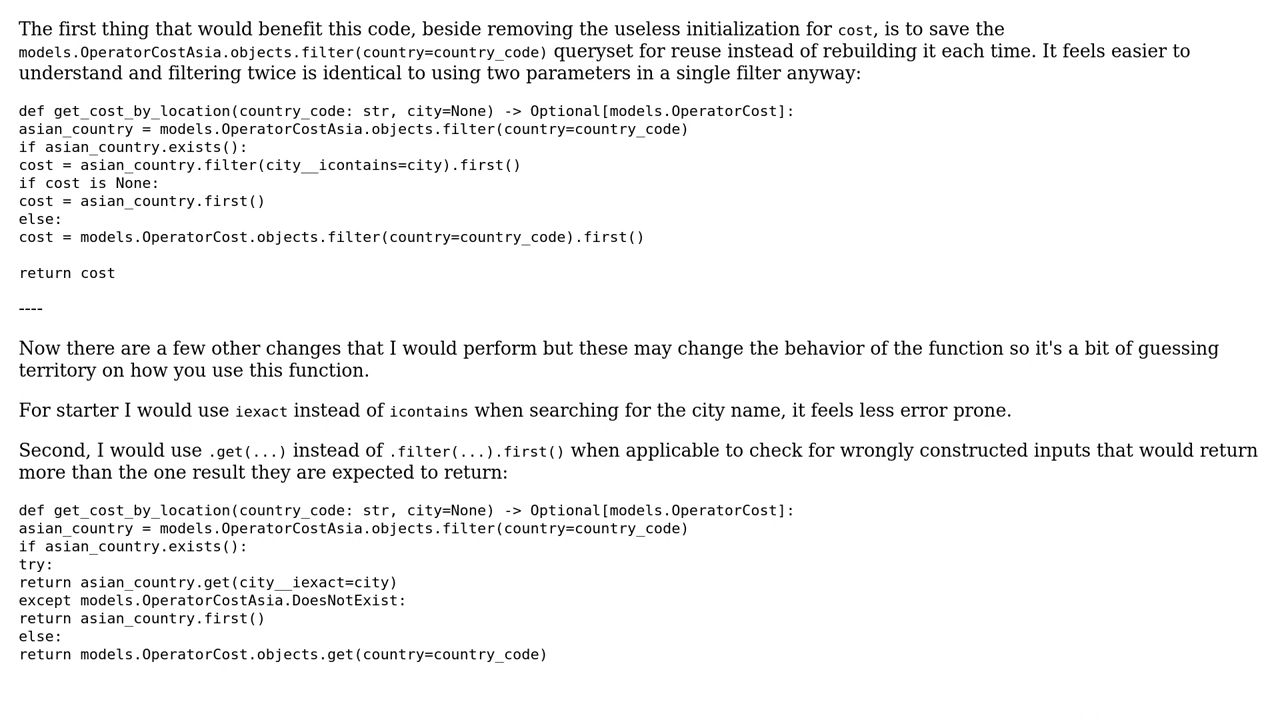 The first thing that would benefit this code, beside removing the useless initialization for cost, is to save the
models.OperatorCostAsia.objects.filter(country=country_code) queryset for reuse instead of rebuilding it each time. It feels easier to
understand and filtering twice is identical to using two parameters in a single filter anyway:
def get_cost_by_location(country_code: str, city=None) -> Optional[models.OperatorCost]:
asian_country = models.OperatorCostAsia.objects.filter(country=country_code)
if asian_country.exists():
cost = asian_country.filter(city__icontains=city).first()
if cost is None:
cost = asian_country.first()
else:
cost = models.OperatorCost.objects.filter(country=country_code).first()
return cost
----
Now there are a few other changes that I would perform but these may change the behavior of the function so it's a bit of guessing
territory on how you use this function.
For starter I would use iexact instead of icontains when searching for the city name, it feels less error prone.
Second, I would use .get(...) instead of .filter(...).first() when applicable to check for wrongly constructed inputs that would return
more than the one result they are expected to return:
def get_cost_by_location(country_code: str, city=None) -> Optional[models.OperatorCost]:
asian_country = models.OperatorCostAsia.objects.filter(country=country_code)
if asian_country.exists():
try:
return asian_country.get(city__iexact=city)
except models.OperatorCostAsia.DoesNotExist:
return asian_country.first()
else:
return models.OperatorCost.objects.get(country=country_code)